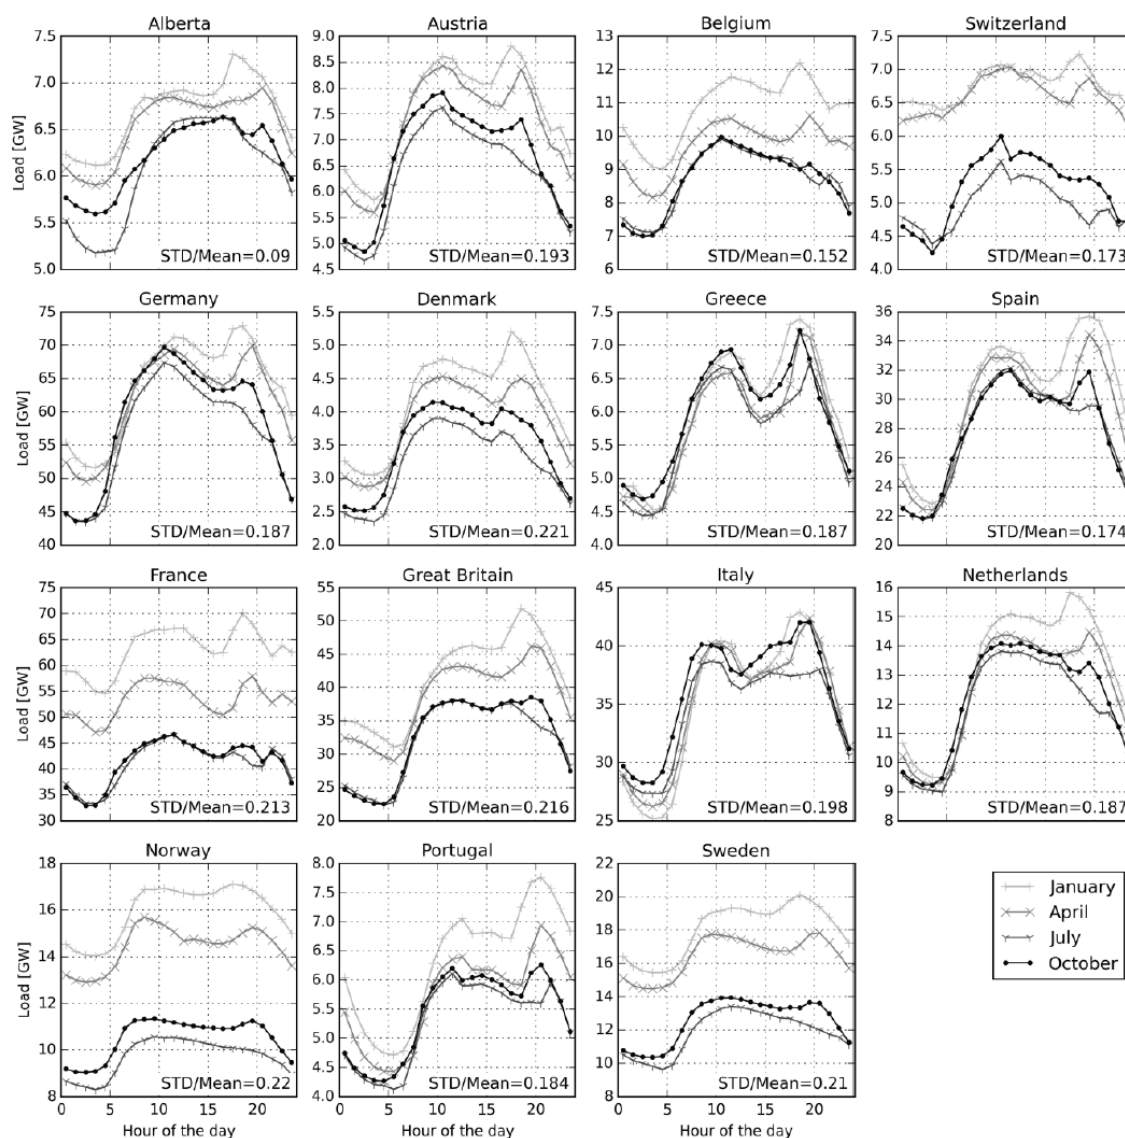 Alberta
Austria
Belgium
Switzerland
7.5
7.0
6.5
6.0
5.5
5.0
Load [GW]
STD/Mean=0.09
9.0
8.5
8.0
7.5
7.0
6.5
6.0
5.5
5.0
4.5
STD/Mean=0.193
13
12
11
10
9
8
7
6
STD/Mean=0.152
7.5
7.0
6.5
6.0
5.5
5.0
4.5
4.0
STD/Mean=0.173
Germany
Denmark
Greece
Spain
75
70
65
60
55
50
45
40
Load [GW]
STD/Mean=0.187
5.5
5.0
4.5
4.0
3.5
3.0
2.5
2.0
STD/Mean=0.221
7.5
7.0
6.5
6.0
5.5
5.0
4.5
4.0
STD/Mean=0.187
36
34
32
30
28
26
24
22
20
STD/Mean=0.174
France
Great Britain
Italy
Netherlands
75
70
65
60
55
50
45
40
35
30
Load [GW]
STD/Mean=0.213
55
50
45
40
35
30
25
20
STD/Mean=0.216
45
40
35
30
25
STD/Mean=0.198
16
15
14
13
12
11
10
9
8
STD/Mean=0.187
Norway
Portugal
Sweden
18
16
14
12
10
8
Load [GW]
STD/Mean=0.22
0 5 10 15 20
Hour of the day
8.0
7.5
7.0
6.5
6.0
5.5
5.0
4.5
4.0
STD/Mean=0.184
0 5 10 15 20
Hour of the day
22
20
18
16
14
12
10
8
STD/Mean=0.21
0 5 10 15 20
Hour of the day
January
April
July
October